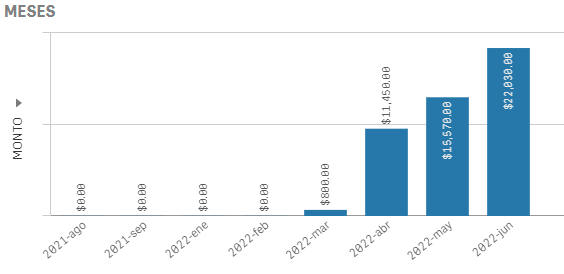 MESES
MONTO ▶
$0.00
$0.00
$0.00
$0.00
$800.00
$11,450.00
$15,570.00
$22,030.00
2021-ago
2021-sep
2022-ene
2022-feb
2022-mar
2022-abr
2022-may
2022-jun